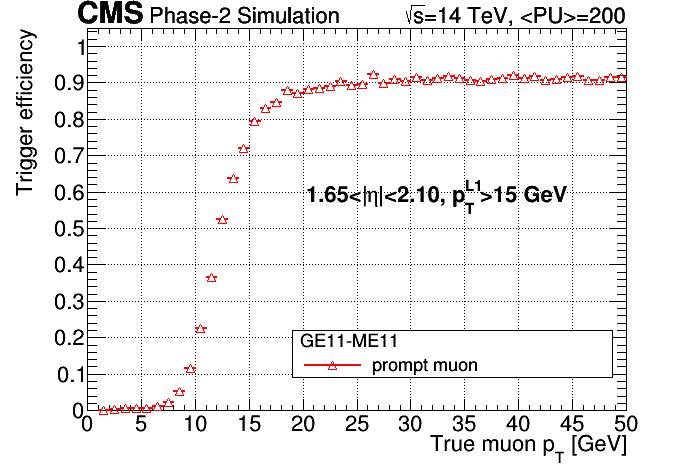 CMS Phase-2 Simulation √s=14 TeV, <PU>=200
Trigger efficiency
1
0.9
0.8
0.7
0.6
0.5
0.4
0.3
0.2
0.1
0
1.65<|η|<2.10, p_T^L1>15 GeV
GE11-ME11
prompt muon
0 5 10 15 20 25 30 35 40 45 50
True muon p_T [GeV]